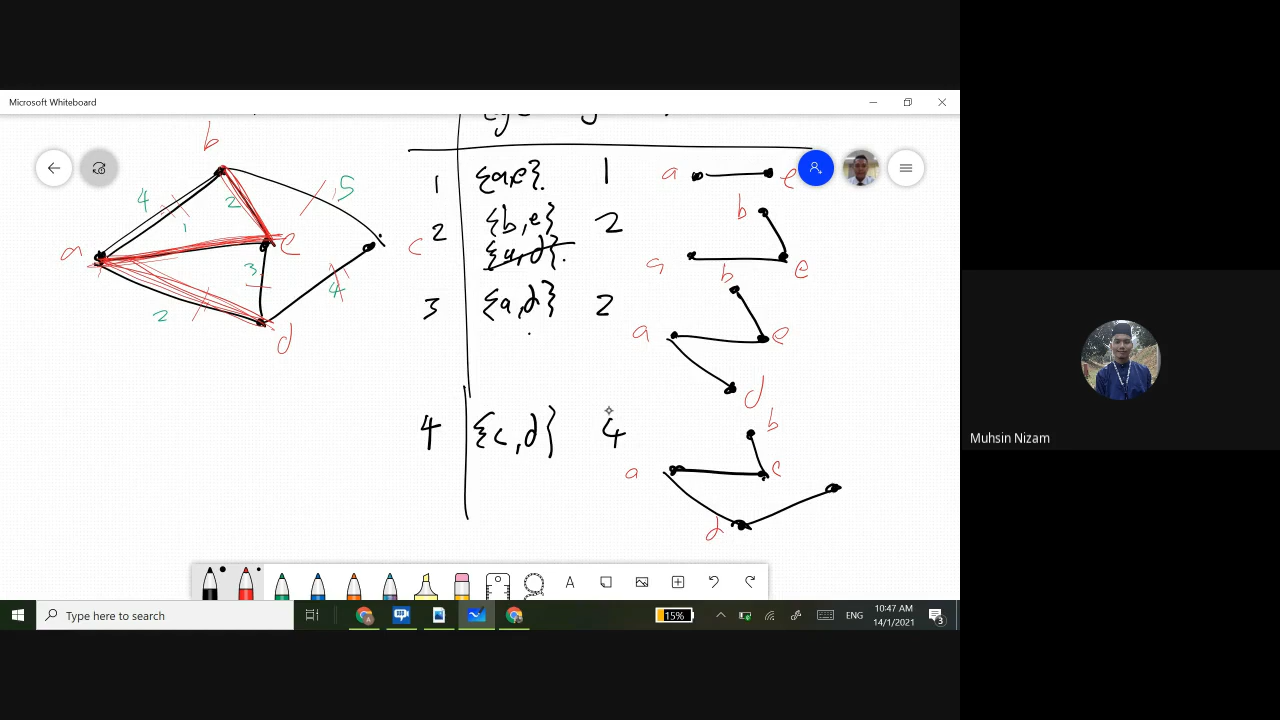 Microsoft Whiteboard
b
4
2
5
1
a
e
c
3
4
2
d
1 {a,e}. 1 a e
2 {b,e} 2 b
{a,d}.
a e
3 {a,d} 2 b
a e
d
4 {c,d} 4 b
a e
d
Muhsin Nizam
A
Type here to search
15%
ENG
10:47 AM
14/1/2021
3